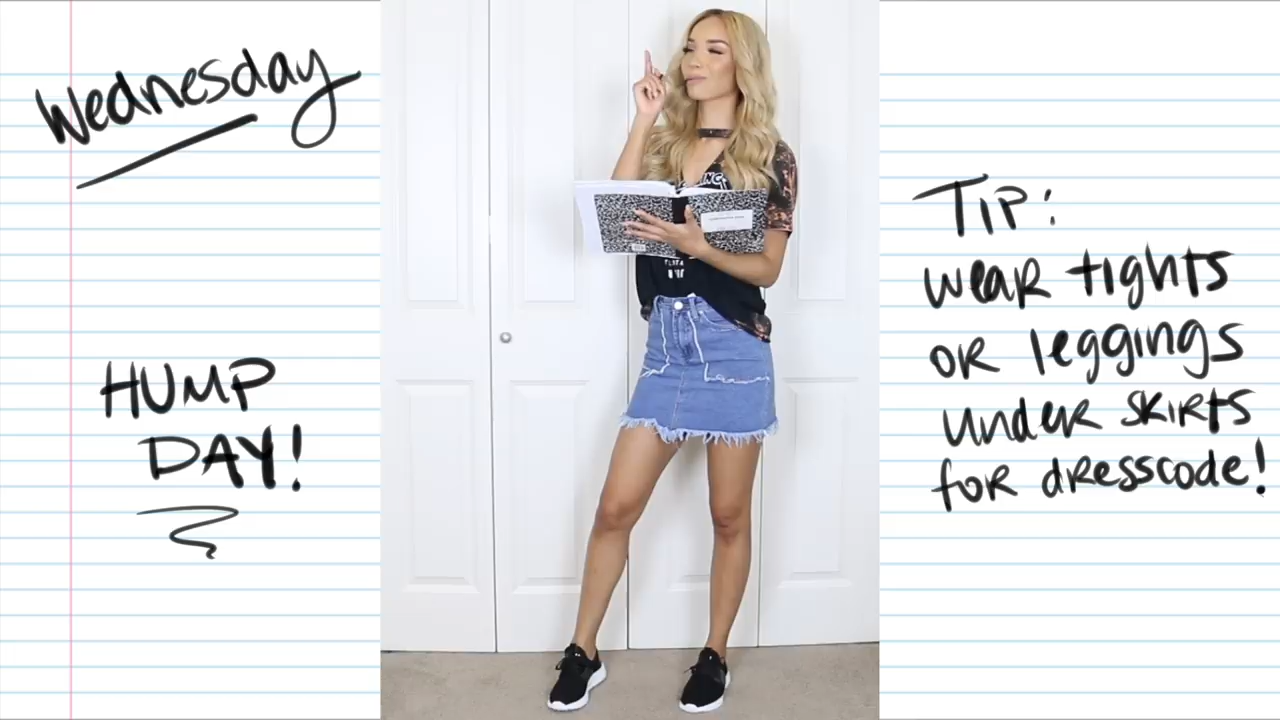 Wednesday
HUMP
DAY!
TIP:
wear tights
or leggings
under skirts
for dresscode!